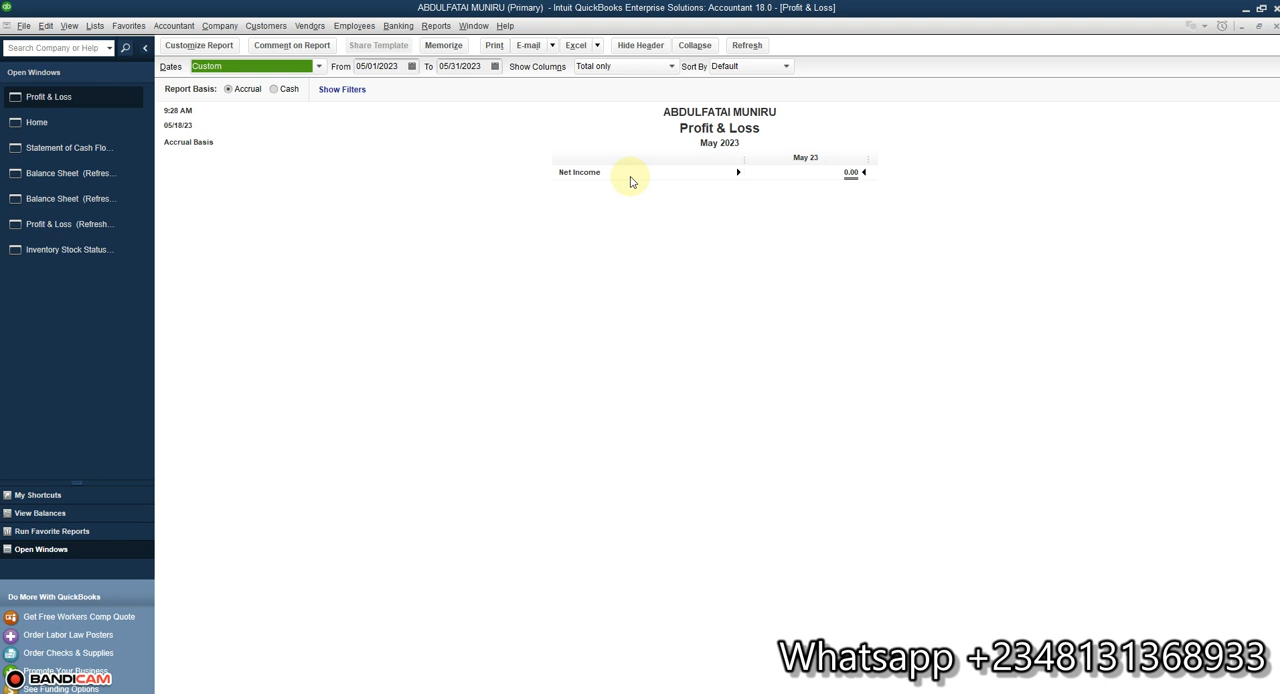 ABDULFATAI MUNIRU (Primary) - Intuit QuickBooks Enterprise Solutions: Accountant 18.0 - [Profit & Loss]
File Edit View Lists Favorites Accountant Company Customers Vendors Employees Banking Reports Window Help
Search Company or Help
Customize Report Comment on Report Share Template Memorize Print E-mail Excel Hide Header Collapse Refresh
Open Windows
Dates Custom From 05/01/2023 To 05/31/2023 Show Columns Total only Sort By Default
Report Basis: Accrual Cash Show Filters
Profit & Loss
Home
Statement of Cash Flo...
Balance Sheet (Refres...
Balance Sheet (Refres...
Profit & Loss (Refresh...
Inventory Stock Status...
9:28 AM
05/18/23
Accrual Basis
ABDULFATAI MUNIRU
Profit & Loss
May 2023
May 23
Net Income 0.00
My Shortcuts
View Balances
Run Favorite Reports
Open Windows
Do More With QuickBooks
Get Free Workers Comp Quote
Order Labor Law Posters
Order Checks & Supplies
Promote Your Business
See Funding Options
BANDICAM
Whatsapp +2348131368933